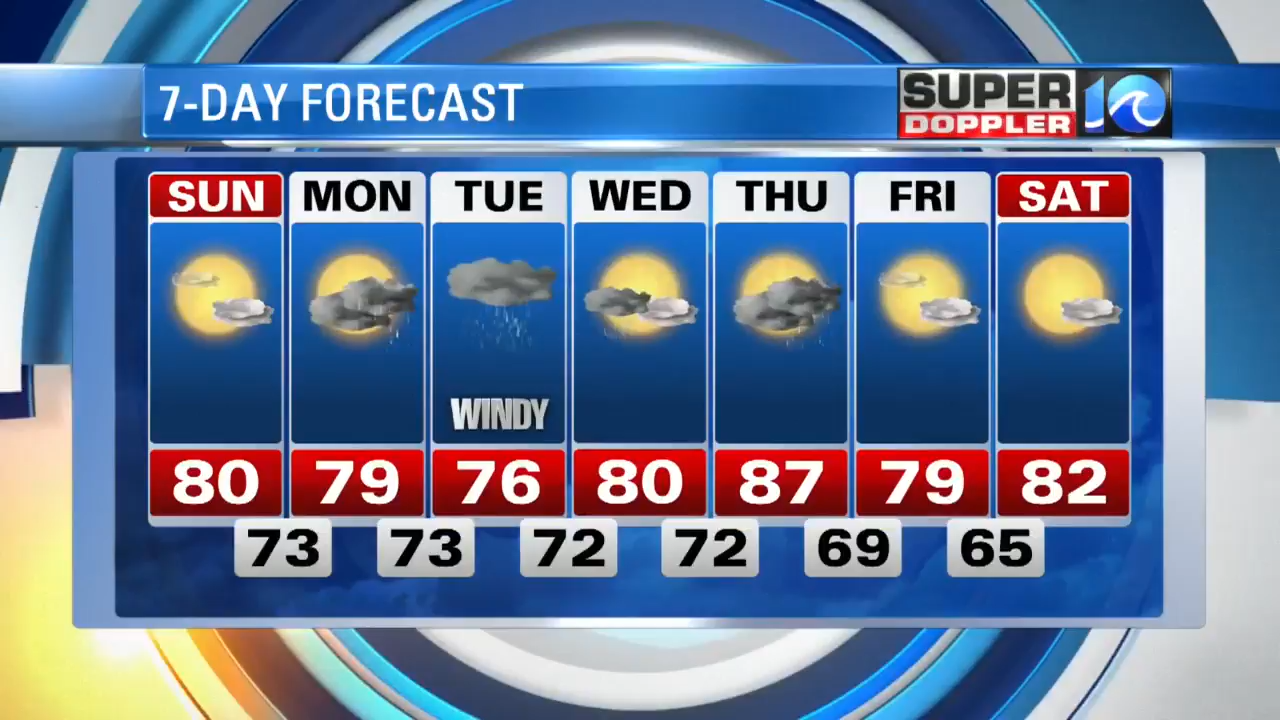 7-DAY FORECAST
SUPER
DOPPLER
10
SUN MON TUE WED THU FRI SAT
WINDY
80 79 76 80 87 79 82
73 73 72 72 69 65